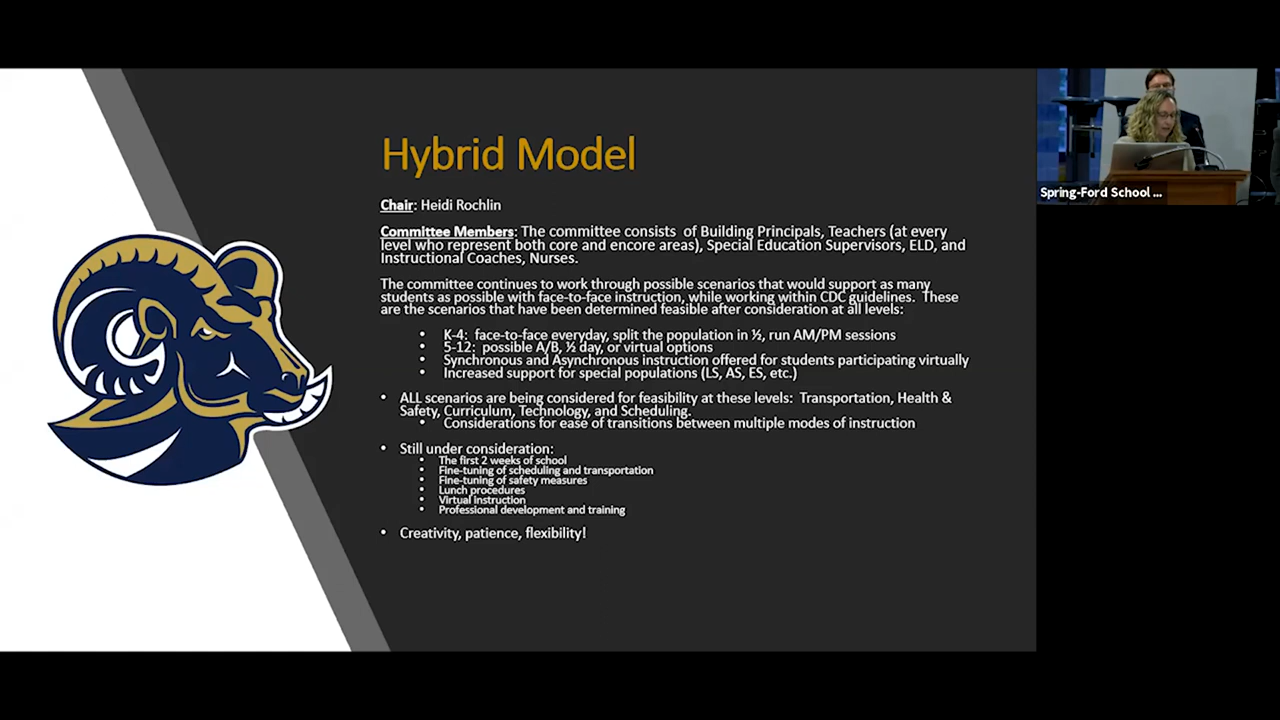 Hybrid Model
Chair: Heidi Rochlin
Committee Members: The committee consists of Building Principals, Teachers (at every
level who represent both core and encore areas), Special Education Supervisors, ELD, and
Instructional Coaches, Nurses.
The committee continues to work through possible scenarios that would support as many
students as possible with face-to-face instruction, while working within CDC guidelines. These
are the scenarios that have been determined feasible after consideration at all levels:
• K-4: face-to-face everyday, split the population in ½, run AM/PM sessions
• 5-12: possible A/B, ½ day, or virtual options
• Synchronous and Asynchronous instruction offered for students participating virtually
• Increased support for special populations (LS, AS, ES, etc.)
• ALL scenarios are being considered for feasibility at these levels: Transportation, Health &
Safety, Curriculum, Technology, and Scheduling.
• Considerations for ease of transitions between multiple modes of instruction
• Still under consideration:
• The first 2 weeks of school
• Fine-tuning of scheduling and transportation
• Fine-tuning of safety measures
• Lunch procedures
• Virtual instruction
• Professional development and training
• Creativity, patience, flexibility!
Spring-Ford School ...